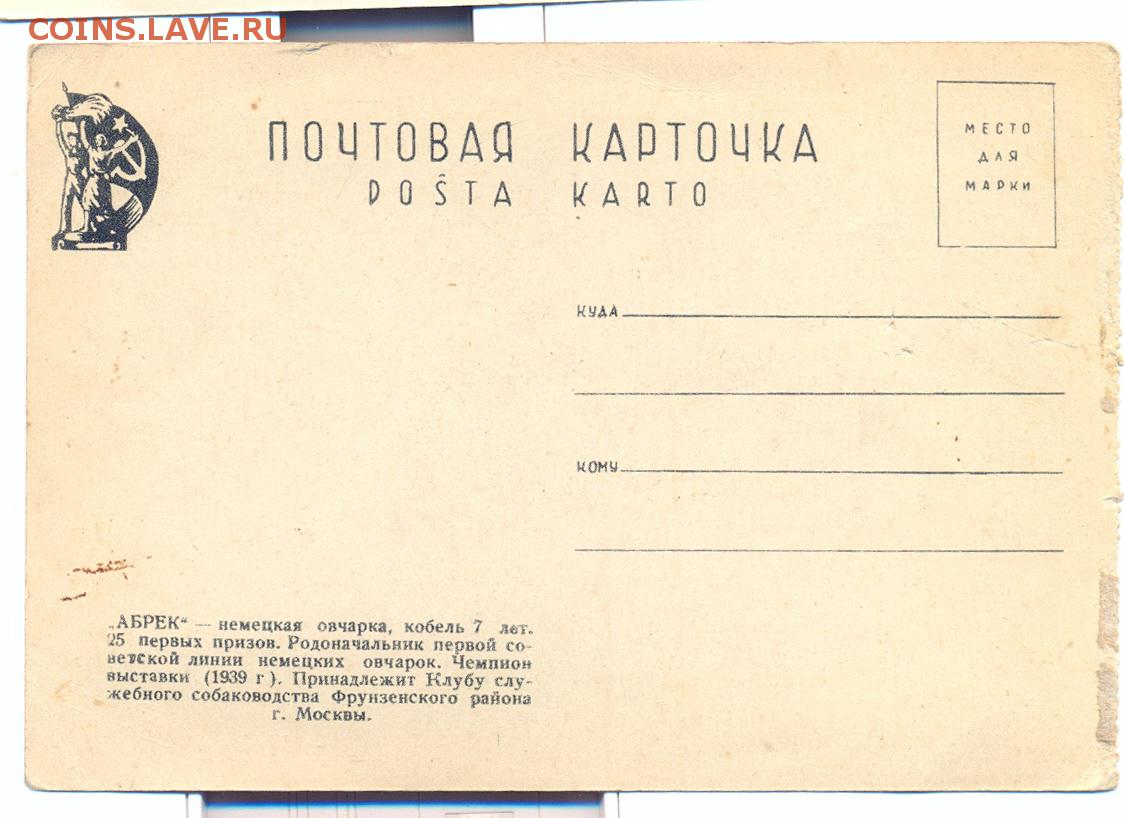 COINS.LAVE.RU
ПОЧТОВАЯ КАРТОЧКА
POŜTA KARTO
МЕСТО
ДЛЯ
МАРКИ
КУДА
КОМУ
„АБРЕК“ — немецкая овчарка, кобель 7 лет.
25 первых призов. Родоначальник первой со-
ветской линии немецких овчарок. Чемпион
выставки (1939 г). Принадлежит Клубу слу-
жебного собаководства Фрунзенского района
г. Москвы.